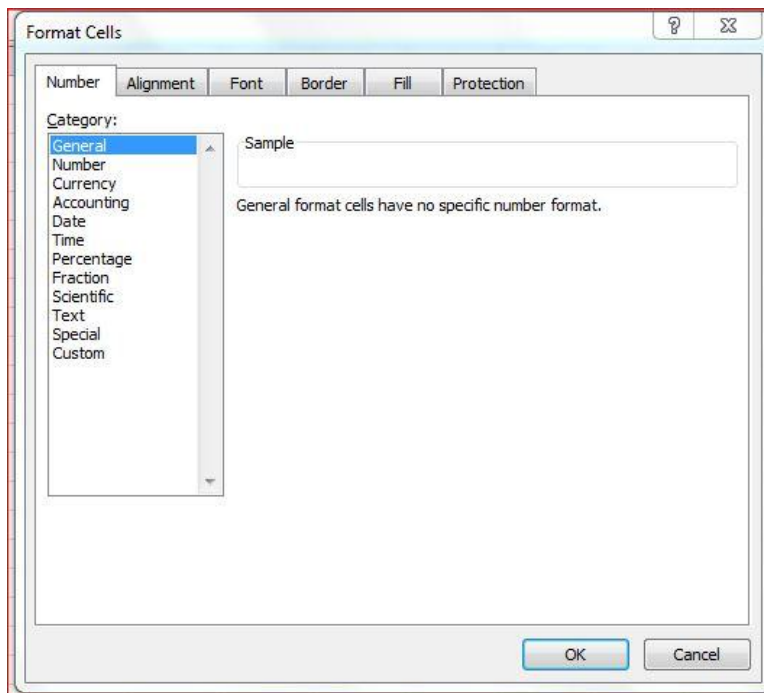 Format Cells
?
Number Alignment Font Border Fill Protection
Category:
General
Number
Currency
Accounting
Date
Time
Percentage
Fraction
Scientific
Text
Special
Custom
Sample
General format cells have no specific number format.
OK Cancel